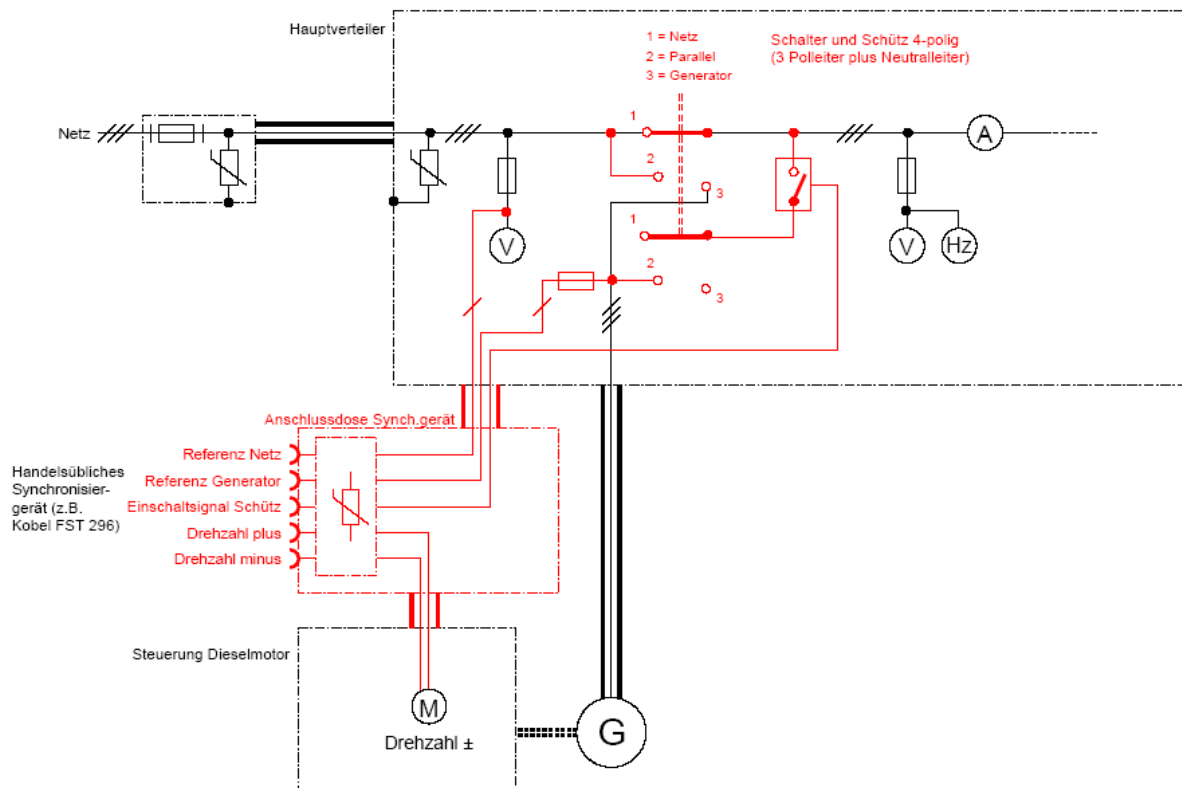 Hauptverteiler
1 = Netz
2 = Parallel
3 = Generator
Schalter und Schütz 4-polig
(3 Polleiter plus Neutralleiter)
Netz
1
A
2
3
1
V
V
Hz
2
3
Anschlussdose Synch.gerät
Referenz Netz
Referenz Generator
Einschaltsignal Schütz
Drehzahl plus
Drehzahl minus
Handelsübliches
Synchronisier-
gerät (z.B.
Kobel FST 296)
Steuerung Dieselmotor
M
Drehzahl ±
G